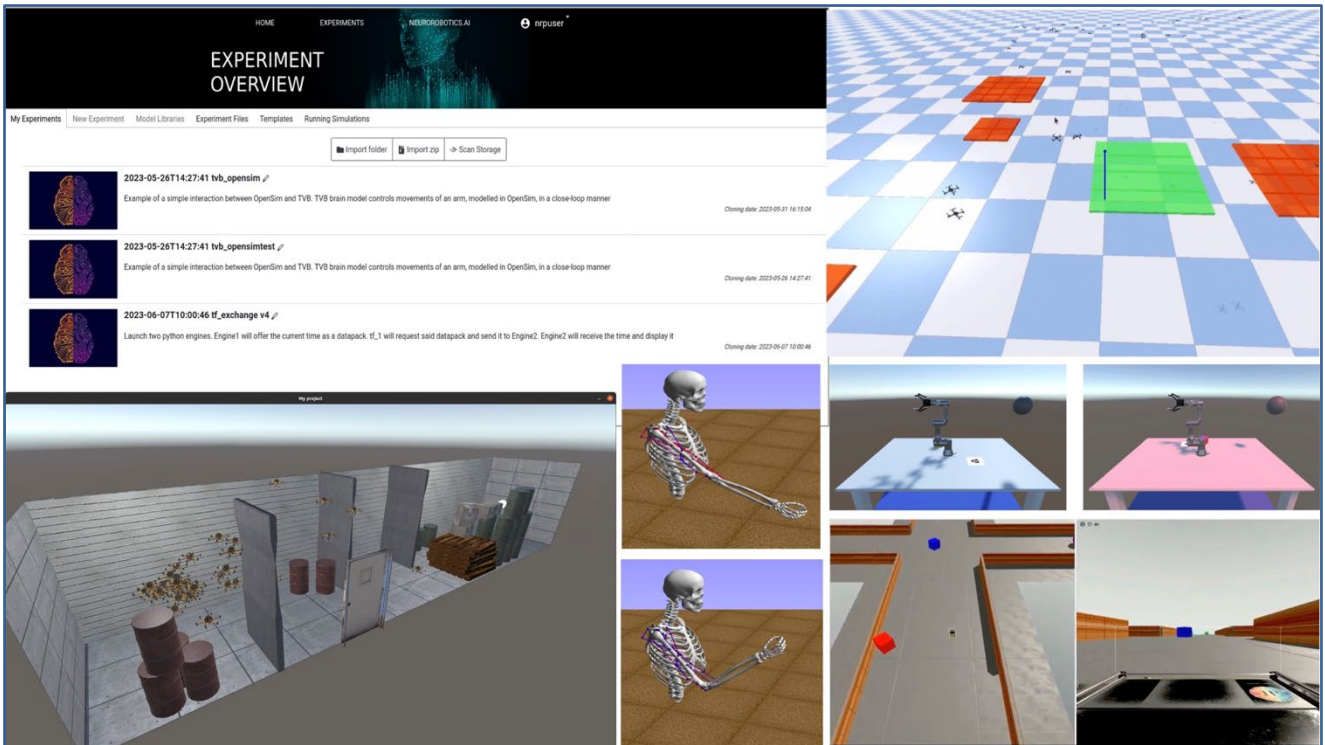 HOME EXPERIMENTS NEUROROBOTICS.AI nrpuser
EXPERIMENT
OVERVIEW
My Experiments New Experiment Model Libraries Experiment Files Templates Running Simulations
Import folder Import zip Scan Storage
2023-05-26T14:27:41 tvb_opensim
Example of a simple interaction between OpenSim and TVB. TVB brain model controls movements of an arm, modelled in OpenSim, in a close-loop manner
Cloning date: 2023-05-31 16:15:04
2023-05-26T14:27:41 tvb_opensimtest
Example of a simple interaction between OpenSim and TVB. TVB brain model controls movements of an arm, modelled in OpenSim, in a close-loop manner
Cloning date: 2023-05-26 14:27:41
2023-06-07T10:00:46 tf_exchange v4
Launch two python engines. Engine1 will offer the current time as a datapack. tf_1 will request said datapack and send it to Engine2. Engine2 will receive the time and display it
Cloning date: 2023-06-07 10:00:46
My project